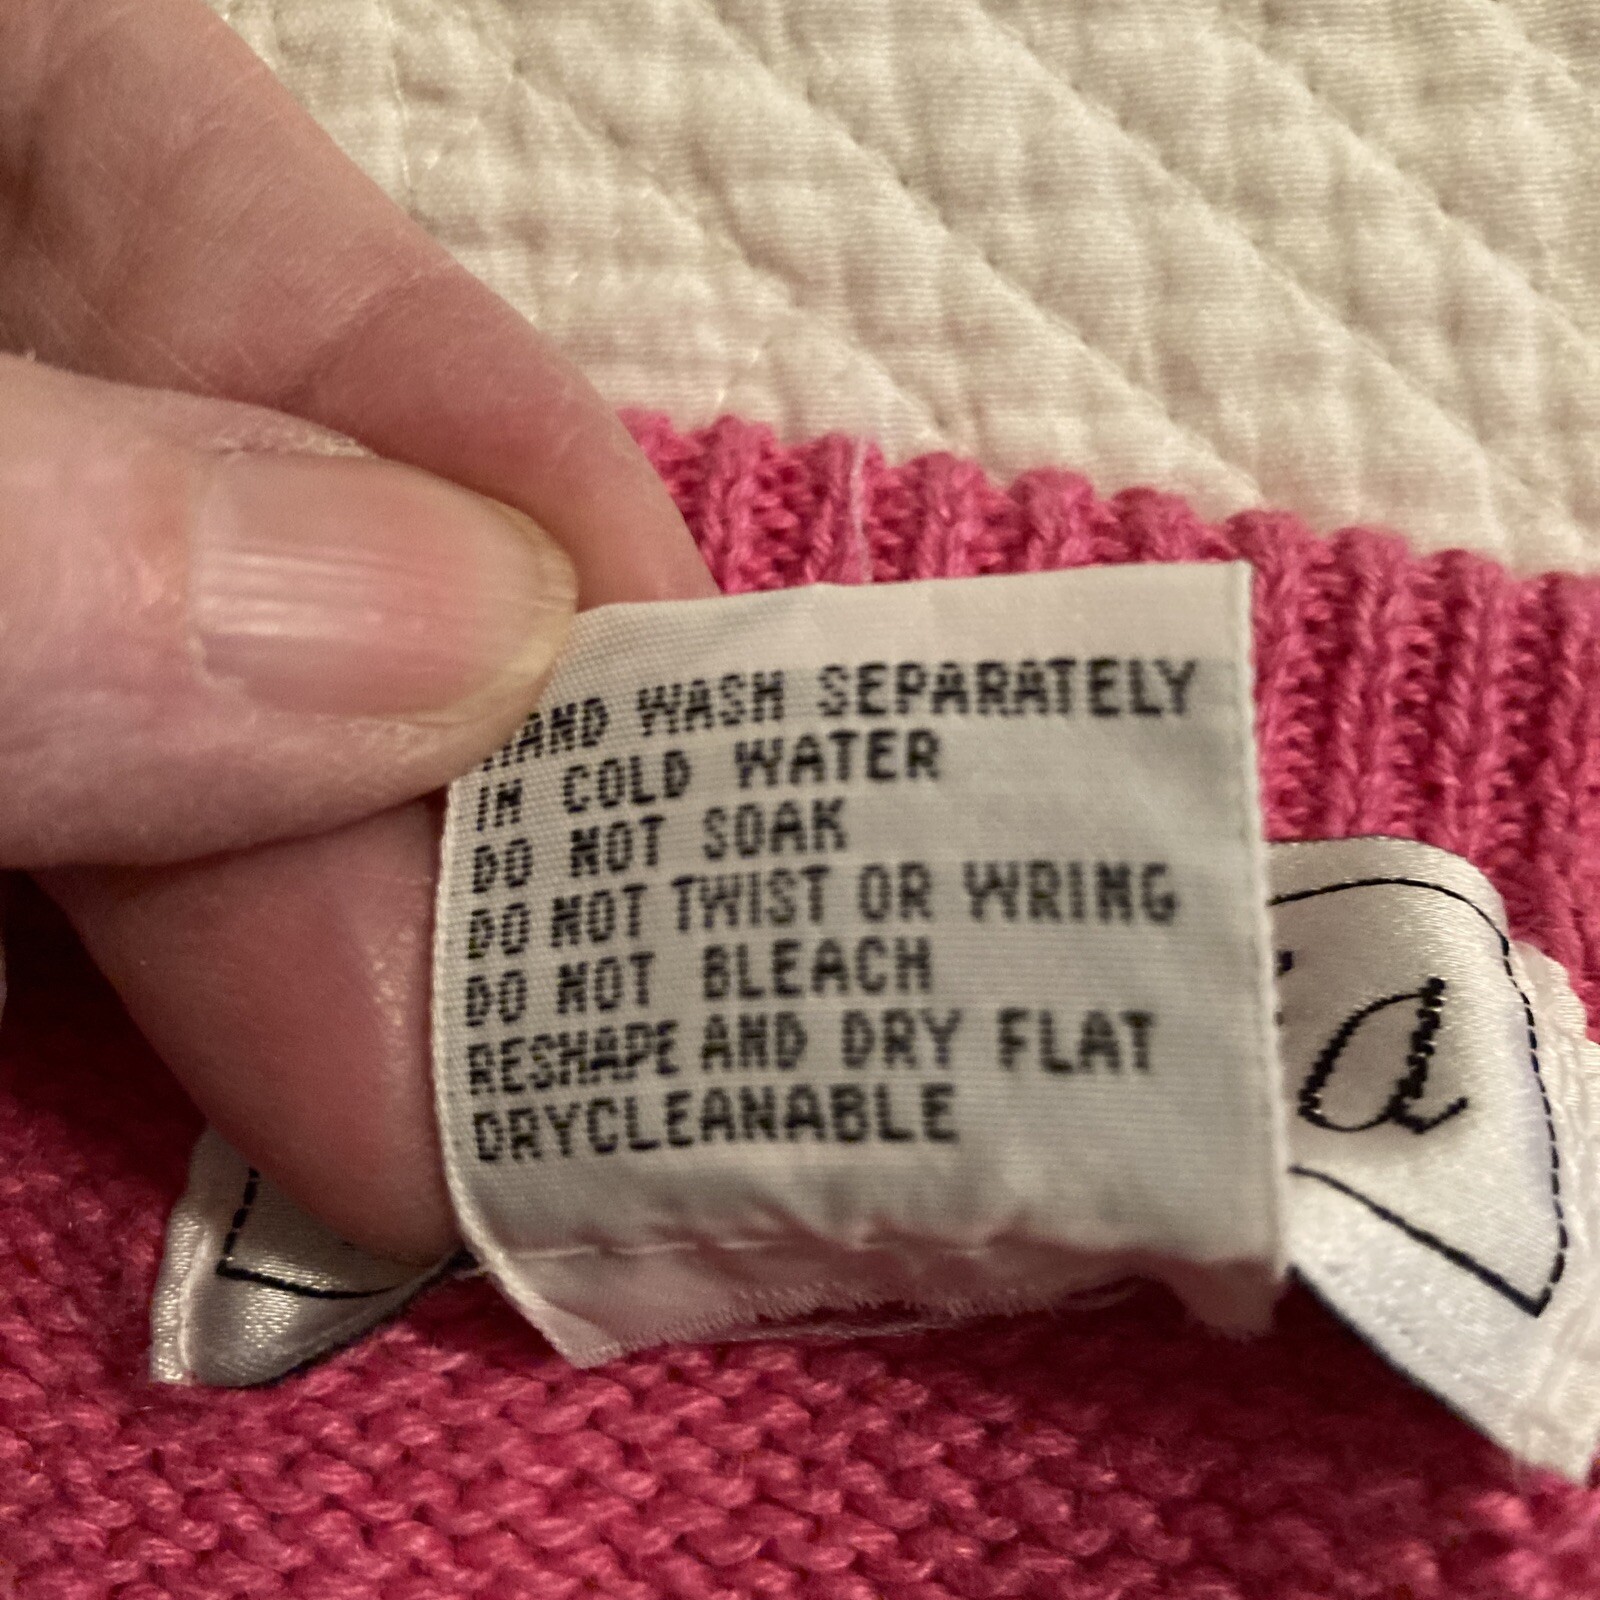 HAND WASH SEPARATELY
IN COLD WATER
DO NOT SOAK
DO NOT TWIST OR WRING
DO NOT BLEACH
RESHAPE AND DRY FLAT
DRYCLEANABLE
a